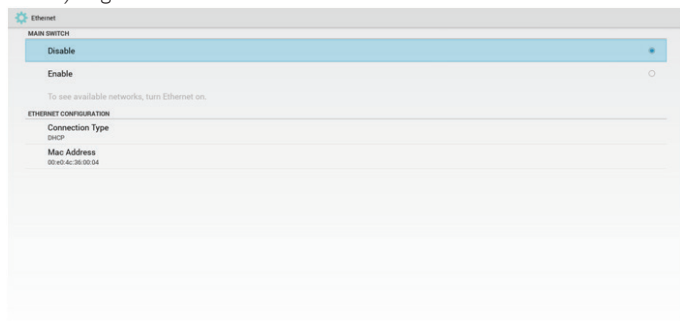 Ethernet
MAIN SWITCH
Disable
Enable
To see available networks, turn Ethernet on.
ETHERNET CONFIGURATION
Connection Type
DHCP
Mac Address
00:e0:4c:36:00:04